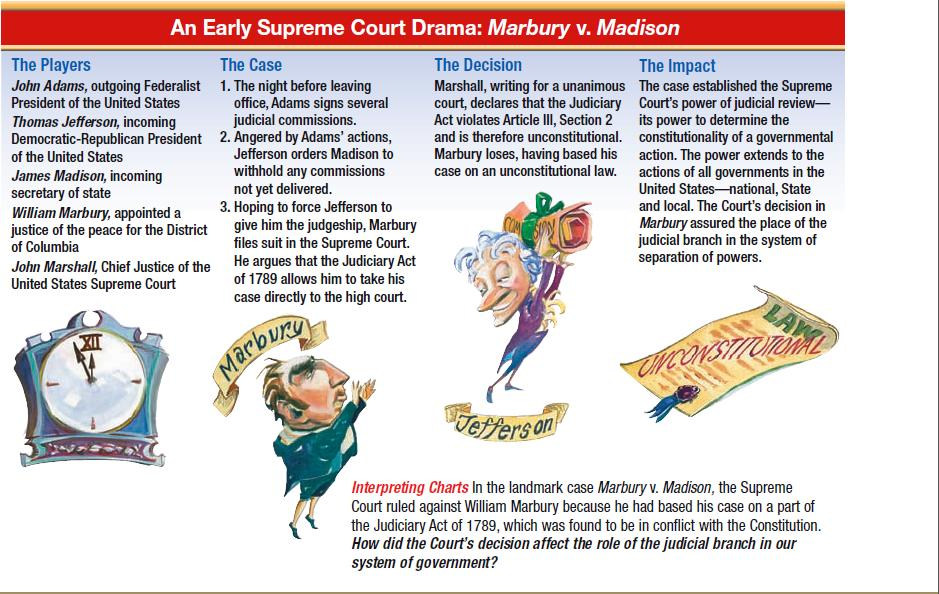 An Early Supreme Court Drama: Marbury v. Madison
The Players
John Adams, outgoing Federalist
President of the United States
Thomas Jefferson, incoming
Democratic-Republican President
of the United States
James Madison, incoming
secretary of state
William Marbury, appointed a
justice of the peace for the District
of Columbia
John Marshall, Chief Justice of the
United States Supreme Court
The Case
1. The night before leaving
office, Adams signs several
judicial commissions.
2. Angered by Adams' actions,
Jefferson orders Madison to
withhold any commissions
not yet delivered.
3. Hoping to force Jefferson to
give him the judgeship, Marbury
files suit in the Supreme Court.
He argues that the Judiciary Act
of 1789 allows him to take his
case directly to the high court.
The Decision
Marshall, writing for a unanimous
court, declares that the Judiciary
Act violates Article III, Section 2
and is therefore unconstitutional.
Marbury loses, having based his
case on an unconstitutional law.
The Impact
The case established the Supreme
Court's power of judicial review—
its power to determine the
constitutionality of a governmental
action. The power extends to the
actions of all governments in the
United States—national, State
and local. The Court's decision in
Marbury assured the place of the
judicial branch in the system of
separation of powers.
XII
Marbury
Jefferson
LAW
UNCONSTITUTIONAL
Interpreting Charts In the landmark case Marbury v. Madison, the Supreme
Court ruled against William Marbury because he had based his case on a part of
the Judiciary Act of 1789, which was found to be in conflict with the Constitution.
How did the Court's decision affect the role of the judicial branch in our
system of government?